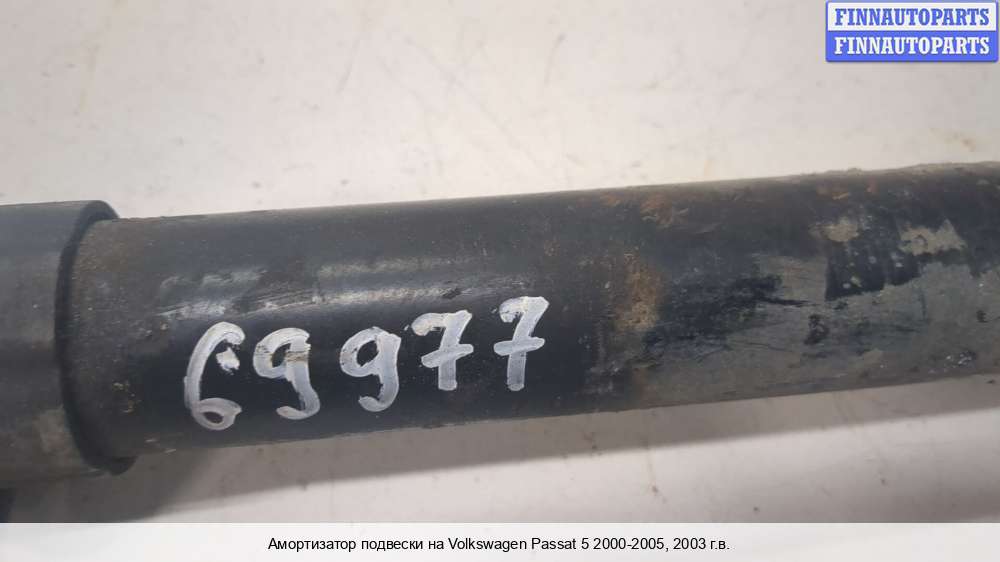 FINNAUTOPARTS
FINNAUTOPARTS
69977
Амортизатор подвески на Volkswagen Passat 5 2000-2005, 2003 г.в.